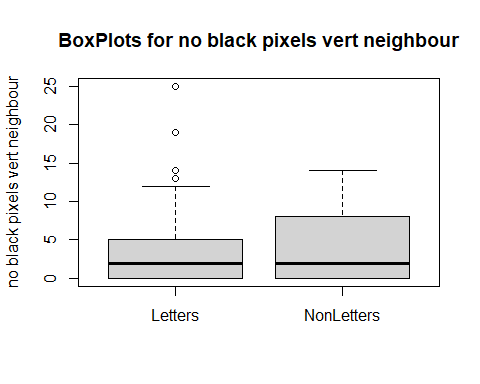 BoxPlots for no black pixels vert neighbour
no black pixels vert neighbour
25
20
15
10
5
0
Letters
NonLetters